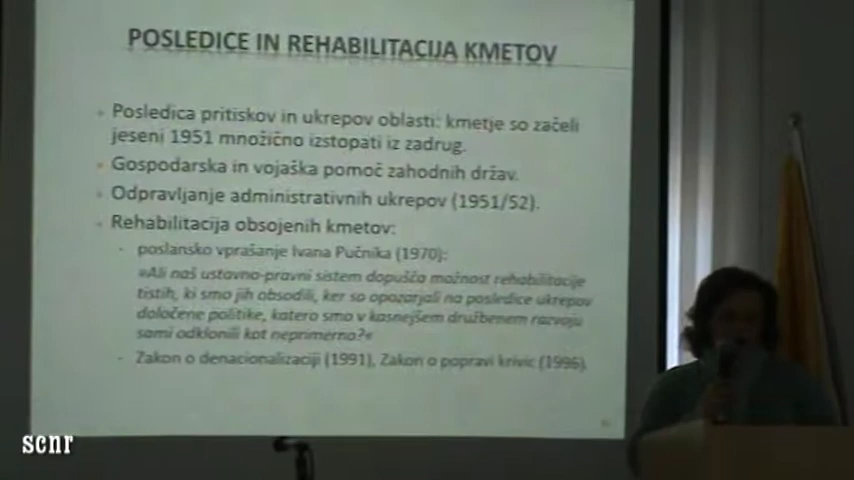 POSLEDICE IN REHABILITACIJA KMETOV
Posledica pritiskov in ukrepov oblasti: kmetje so začeli
jeseni 1951 množično izstopati iz zadrug.
Gospodarska in vojaška pomoč zahodnih držav.
Odpravljanje administrativnih ukrepov (1951/52).
Rehabilitacija obsojenih kmetov:
- poslansko vprašanje Ivana Pučnika (1970):
»Ali naš ustavno-pravni sistem dopušča možnost rehabilitacije
tistih, ki smo jih obsodili, ker so opozarjali na posledice ukrepov
določene politike, katero smo v kasnejšem družbenem razvoju
sami odklonili kot neprimerno?«
- Zakon o denacionalizaciji (1991), Zakon o popravi krivic (1996).
scnr